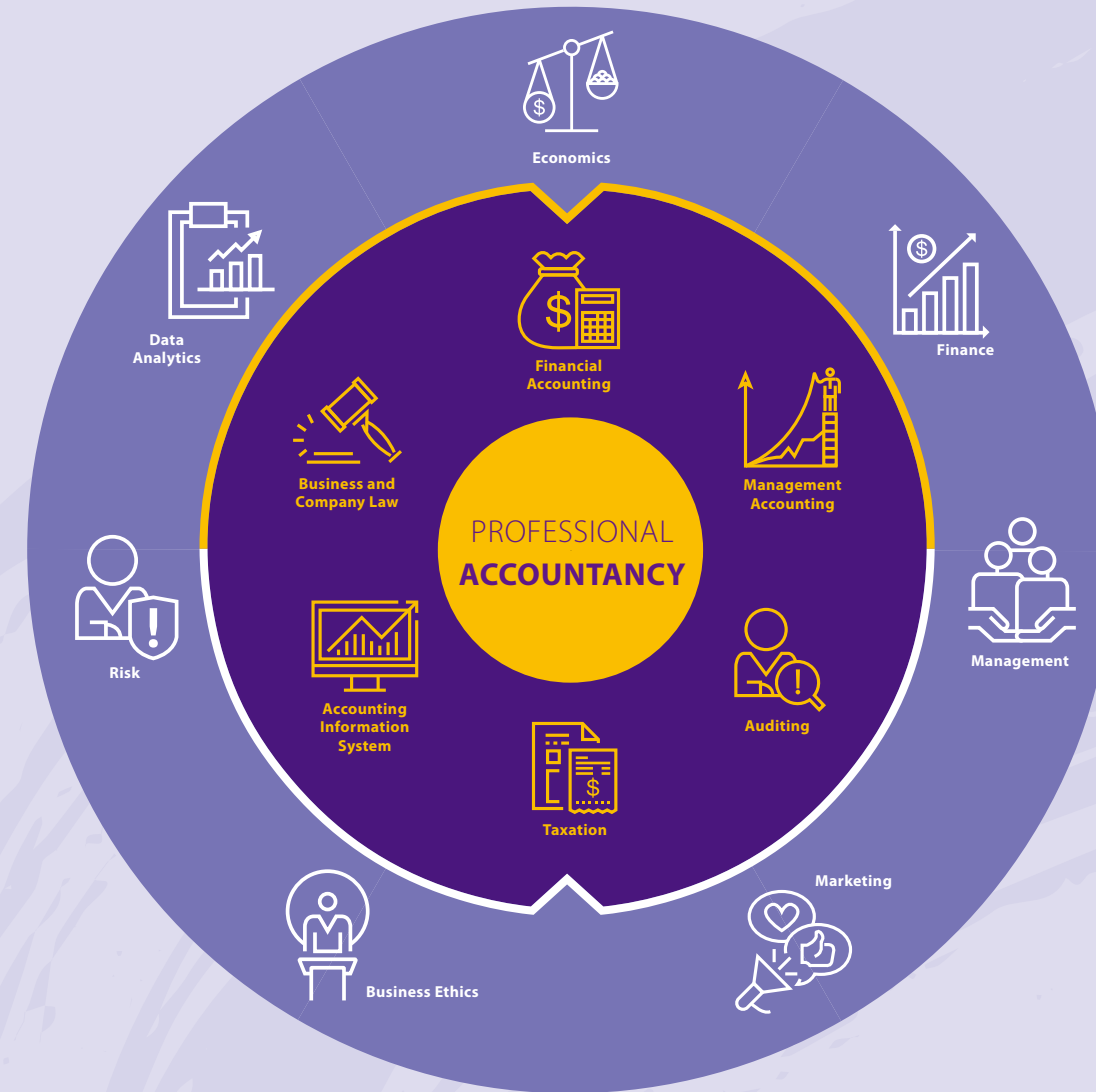 Economics
Data
Analytics
Finance
Financial
Accounting
Business and
Company Law
Management
Accounting
PROFESSIONAL
ACCOUNTANCY
Risk
Management
Accounting
Information
System
Auditing
Taxation
Marketing
Business Ethics
$
$
$
$
!
!